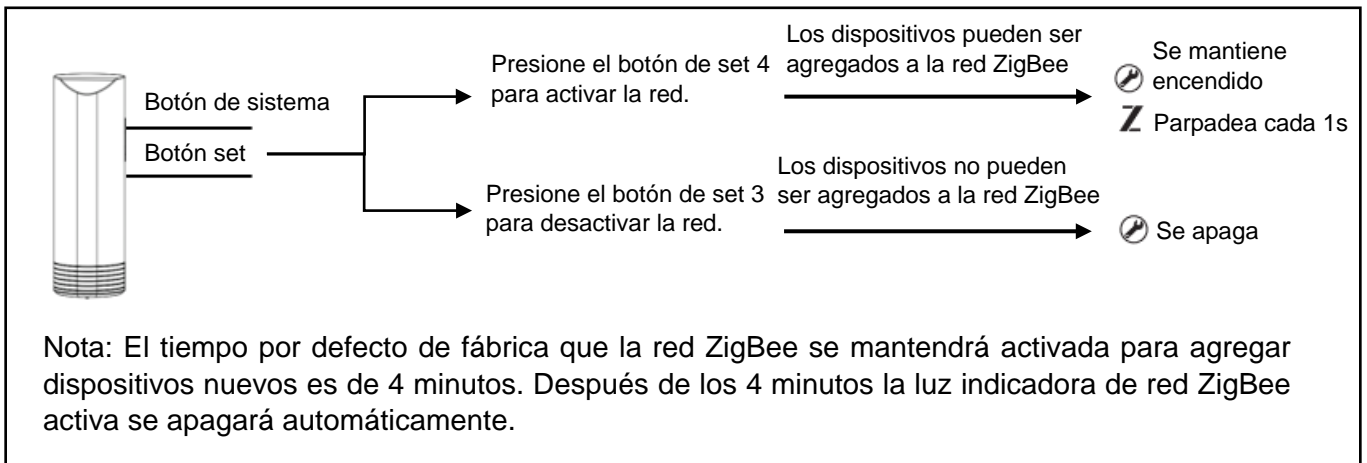 Botón de sistema
Botón set
Presione el botón de set 4
para activar la red.
Los dispositivos pueden ser
agregados a la red ZigBee
Se mantiene
encendido
Z Parpadea cada 1s
Presione el botón de set 3
para desactivar la red.
Los dispositivos no pueden
ser agregados a la red ZigBee
Se apaga
Nota: El tiempo por defecto de fábrica que la red ZigBee se mantendrá activada para agregar
dispositivos nuevos es de 4 minutos. Después de los 4 minutos la luz indicadora de red ZigBee
activa se apagará automáticamente.